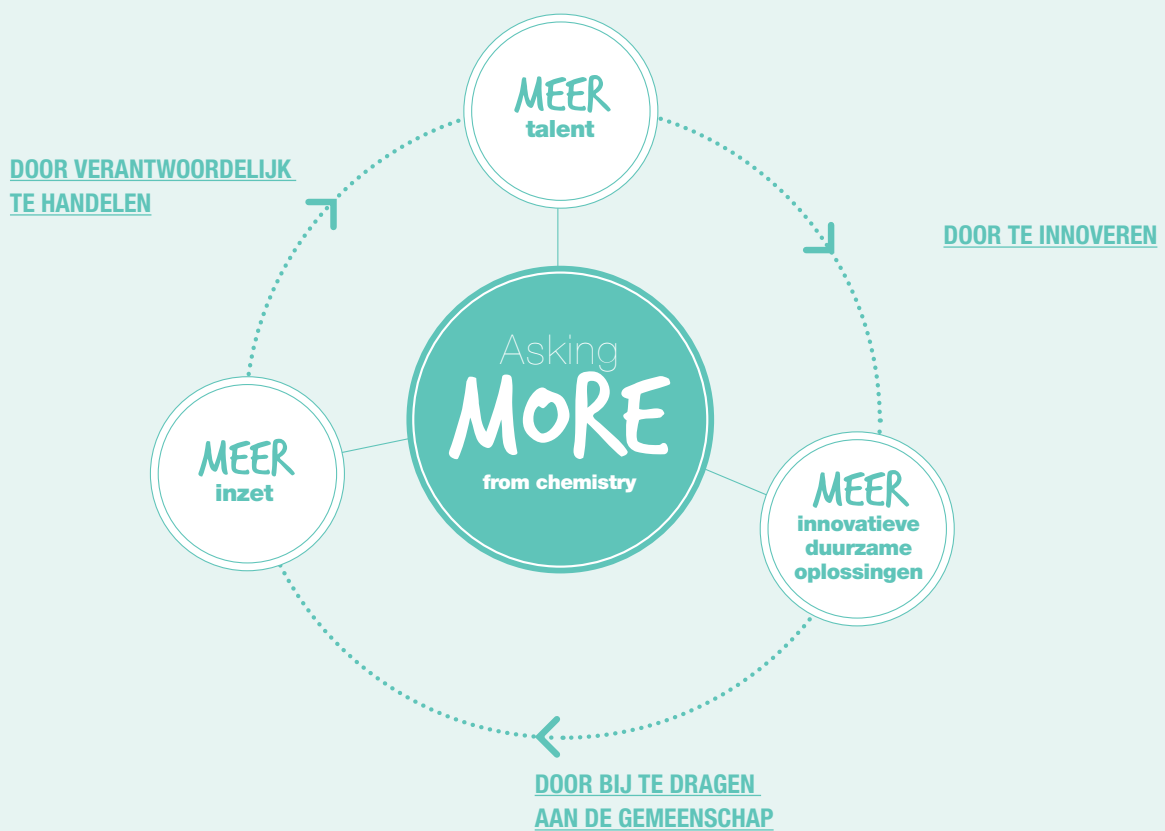 MEER
talent
DOOR VERANTWOORDELIJK
TE HANDELEN
DOOR TE INNOVEREN
Asking
MORE
from chemistry
MEER
inzet
MEER
innovatieve
duurzame
oplossingen
DOOR BIJ TE DRAGEN
AAN DE GEMEENSCHAP